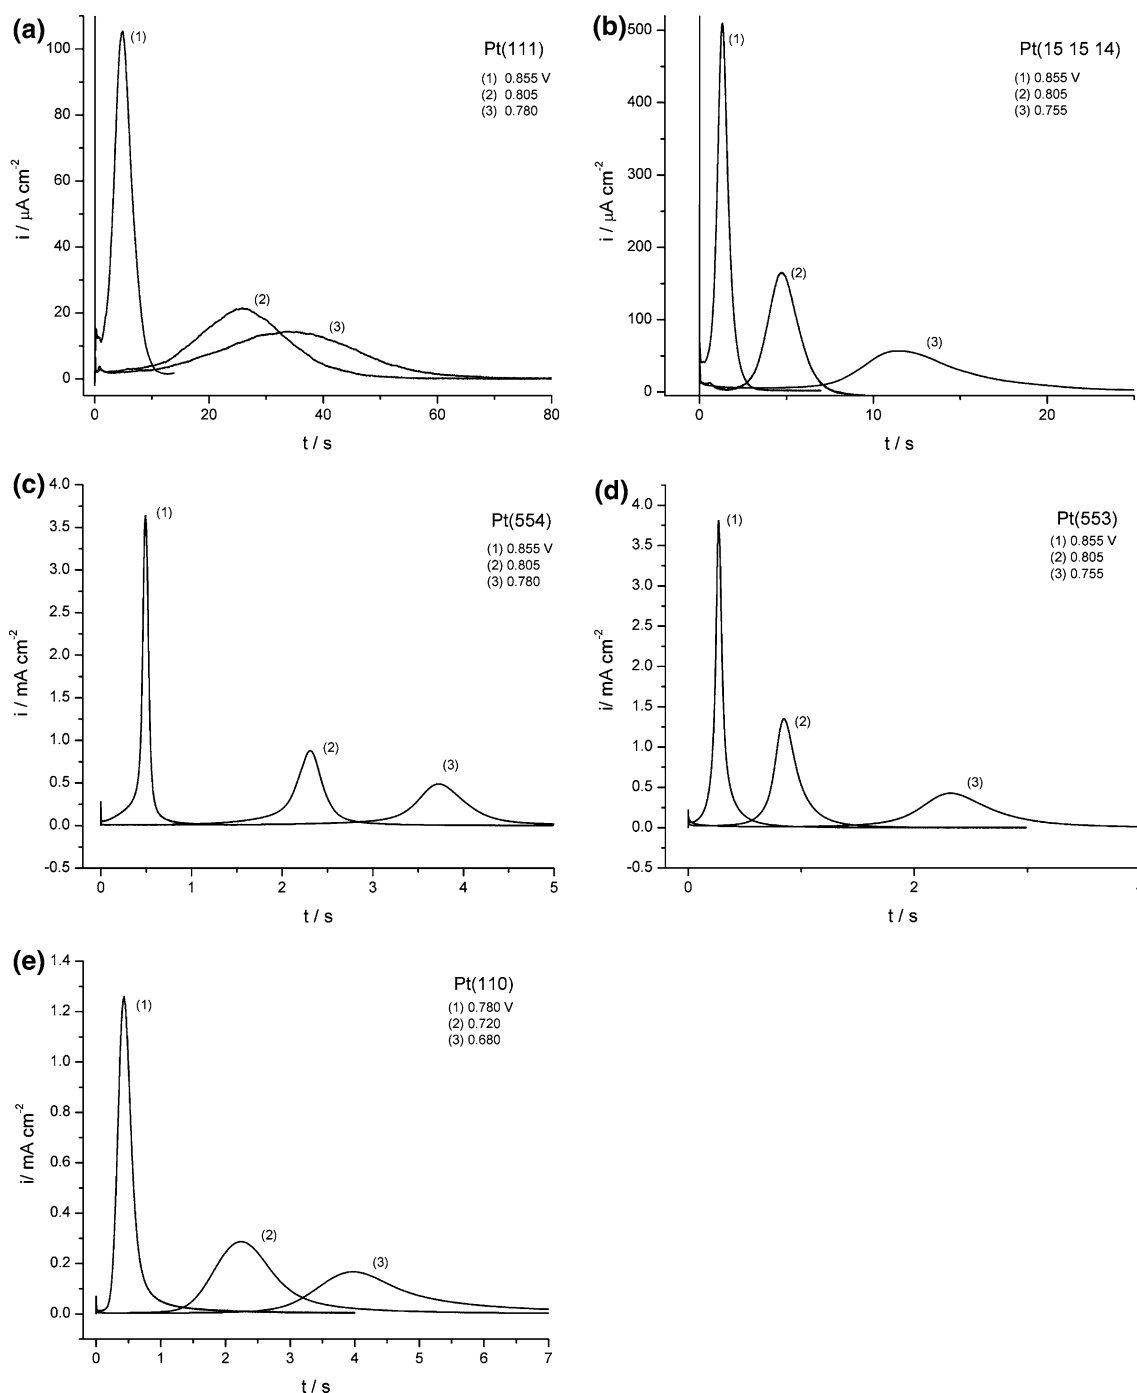 (a)
Pt(111)
(1) 0.855 V
(2) 0.805
(3) 0.780
(1)
(2)
(3)
100
80
60
40
20
0
i / μA cm-2
0 20 40 60 80
t / s
(b)
Pt(15 15 14)
(1) 0.855 V
(2) 0.805
(3) 0.755
(1)
(2)
(3)
500
400
300
200
100
0
i / μA cm-2
0 10 20
t / s
(c)
Pt(554)
(1) 0.855 V
(2) 0.805
(3) 0.780
(1)
(2)
(3)
4.0
3.5
3.0
2.5
2.0
1.5
1.0
0.5
0.0
-0.5
i / mA cm-2
0 1 2 3 4 5
t / s
(d)
Pt(553)
(1) 0.855 V
(2) 0.805
(3) 0.755
(1)
(2)
(3)
4.0
3.5
3.0
2.5
2.0
1.5
1.0
0.5
0.0
-0.5
i/ mA cm-2
0 2
t / s
(e)
Pt(110)
(1) 0.780 V
(2) 0.720
(3) 0.680
(1)
(2)
(3)
1.4
1.2
1.0
0.8
0.6
0.4
0.2
0.0
i/ mA cm-2
0 1 2 3 4 5 6 7
t / s